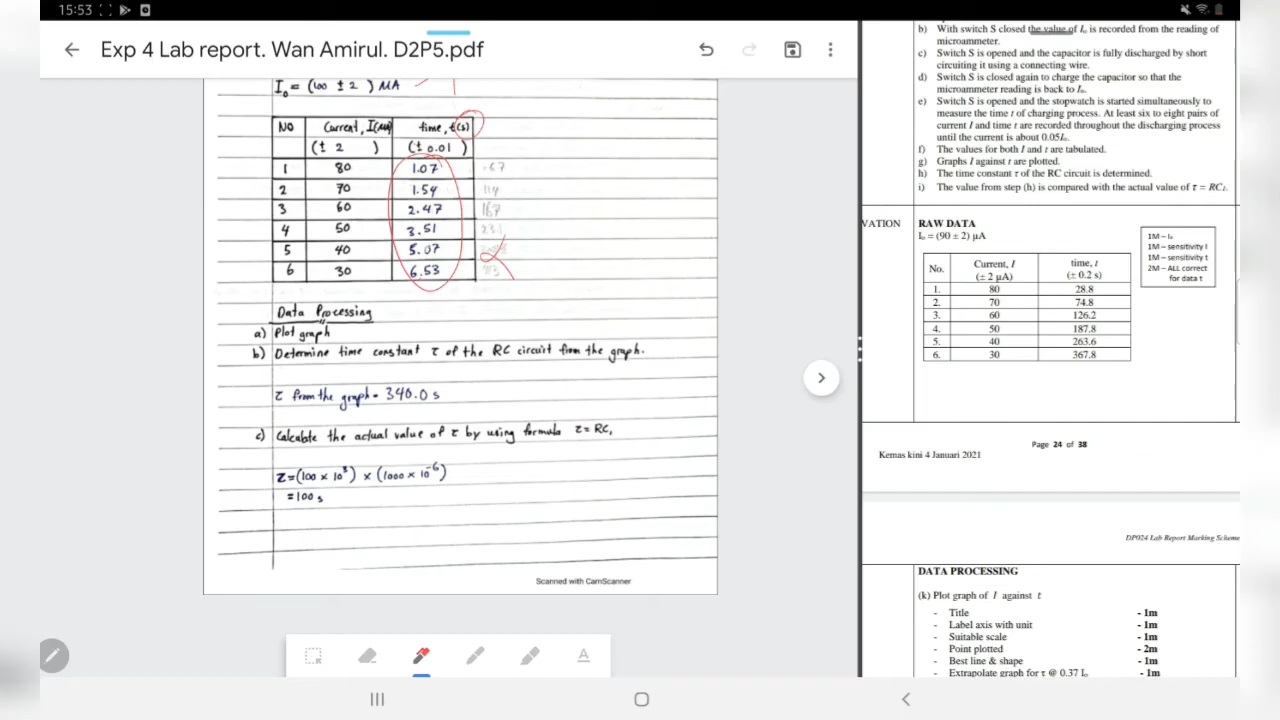 15:53
Exp 4 Lab report. Wan Amirul. D2P5.pdf
I₀ = (100 ± 2 ) MA
NO Current, I(MA) time, t(s)
(± 2 ) (± 0.01 )
1 80 1.07
2 70 1.54
3 60 2.47
4 50 3.51
5 40 5.07
6 30 6.53
Data Processing
a) Plot graph
b) Determine time constant τ of the RC circuit from the graph.
τ from the graph = 340.0 s
c) Calculate the actual value of τ by using formula τ = RC,
τ = (100 × 10³) × (1000 × 10⁻⁶)
= 100 s
Scanned with CamScanner
b) With switch S closed the value of Iₒ is recorded from the reading of
microammeter.
c) Switch S is opened and the capacitor is fully discharged by short
circuiting it using a connecting wire.
d) Switch S is closed again to charge the capacitor so that the
microammeter reading is back to Iₒ.
e) Switch S is opened and the stopwatch is started simultaneously to
measure the time t of charging process. At least six to eight pairs of
current I and time t are recorded throughout the discharging process
until the current is about 0.05Iₒ.
f) The values for both I and t are tabulated.
g) Graphs I against t are plotted.
h) The time constant τ of the RC circuit is determined.
i) The value from step (h) is compared with the actual value of τ = RC
VATION RAW DATA
Iₒ = (90 ± 2) μA
1M – Iₒ
1M – sensitivity I
1M – sensitivity t
2M – ALL correct
for data t
No. Current, I time, t
(± 2 μA) (± 0.2 s)
1. 80 28.8
2. 70 74.8
3. 60 126.2
4. 50 187.8
5. 40 263.6
6. 30 367.8
Page 24 of 38
Kemas kini 4 Januari 2021
DP024 Lab Report Marking Scheme
DATA PROCESSING
(k) Plot graph of I against t
- Title - 1m
- Label axis with unit - 1m
- Suitable scale - 1m
- Point plotted - 2m
- Best line & shape - 1m
- Extrapolate graph for τ @ 0.37 Iₒ - 1m
A